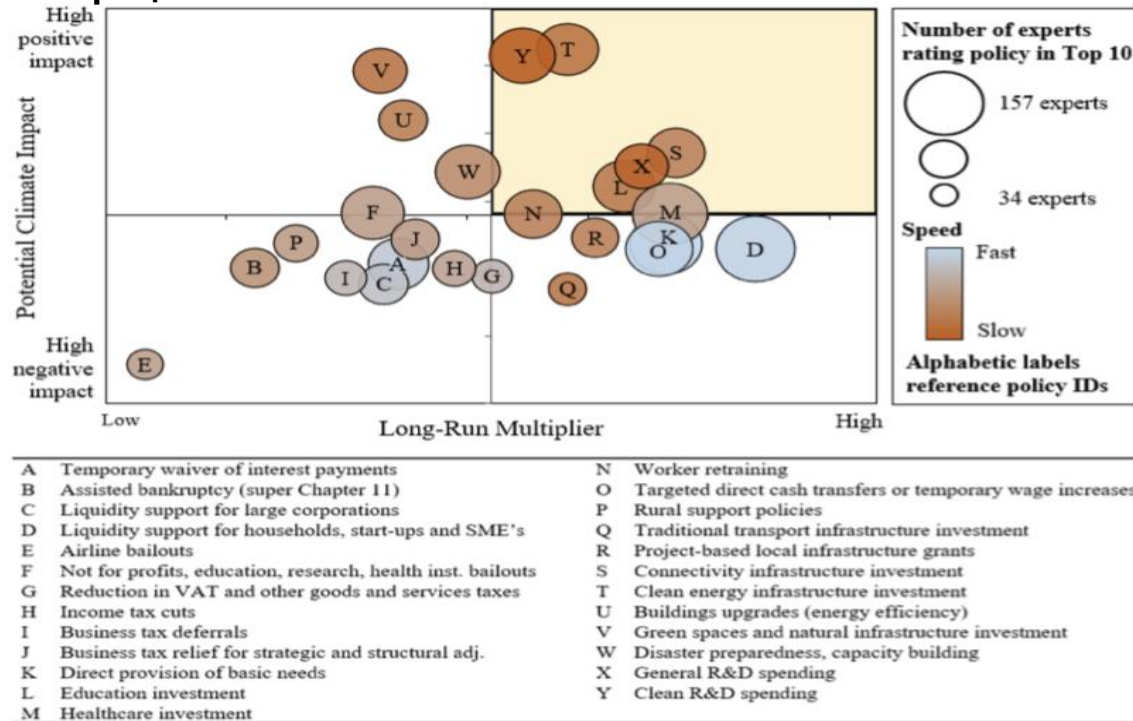 High
positive
impact
Potential Climate Impact
High
negative
impact
Y
T
V
U
W
S
X
L
F
N
M
P
J
R
K
O
D
B
A
I
C
H
G
Q
E
Low
Long-Run Multiplier
High
Number of experts
rating policy in Top 10
157 experts
34 experts
Speed
Fast
Slow
Alphabetic labels
reference policy IDs
A Temporary waiver of interest payments
B Assisted bankruptcy (super Chapter 11)
C Liquidity support for large corporations
D Liquidity support for households, start-ups and SME's
E Airline bailouts
F Not for profits, education, research, health inst. bailouts
G Reduction in VAT and other goods and services taxes
H Income tax cuts
I Business tax deferrals
J Business tax relief for strategic and structural adj.
K Direct provision of basic needs
L Education investment
M Healthcare investment
N Worker retraining
O Targeted direct cash transfers or temporary wage increases
P Rural support policies
Q Traditional transport infrastructure investment
R Project-based local infrastructure grants
S Connectivity infrastructure investment
T Clean energy infrastructure investment
U Buildings upgrades (energy efficiency)
V Green spaces and natural infrastructure investment
W Disaster preparedness, capacity building
X General R&D spending
Y Clean R&D spending